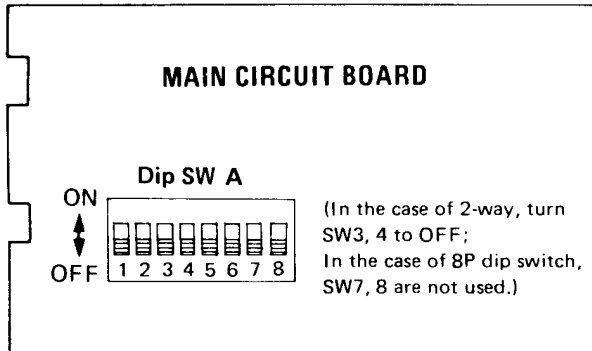 MAIN CIRCUIT BOARD
Dip SW A
ON
OFF
1 2 3 4 5 6 7 8
(In the case of 2-way, turn
SW3, 4 to OFF;
In the case of 8P dip switch,
SW7, 8 are not used.)